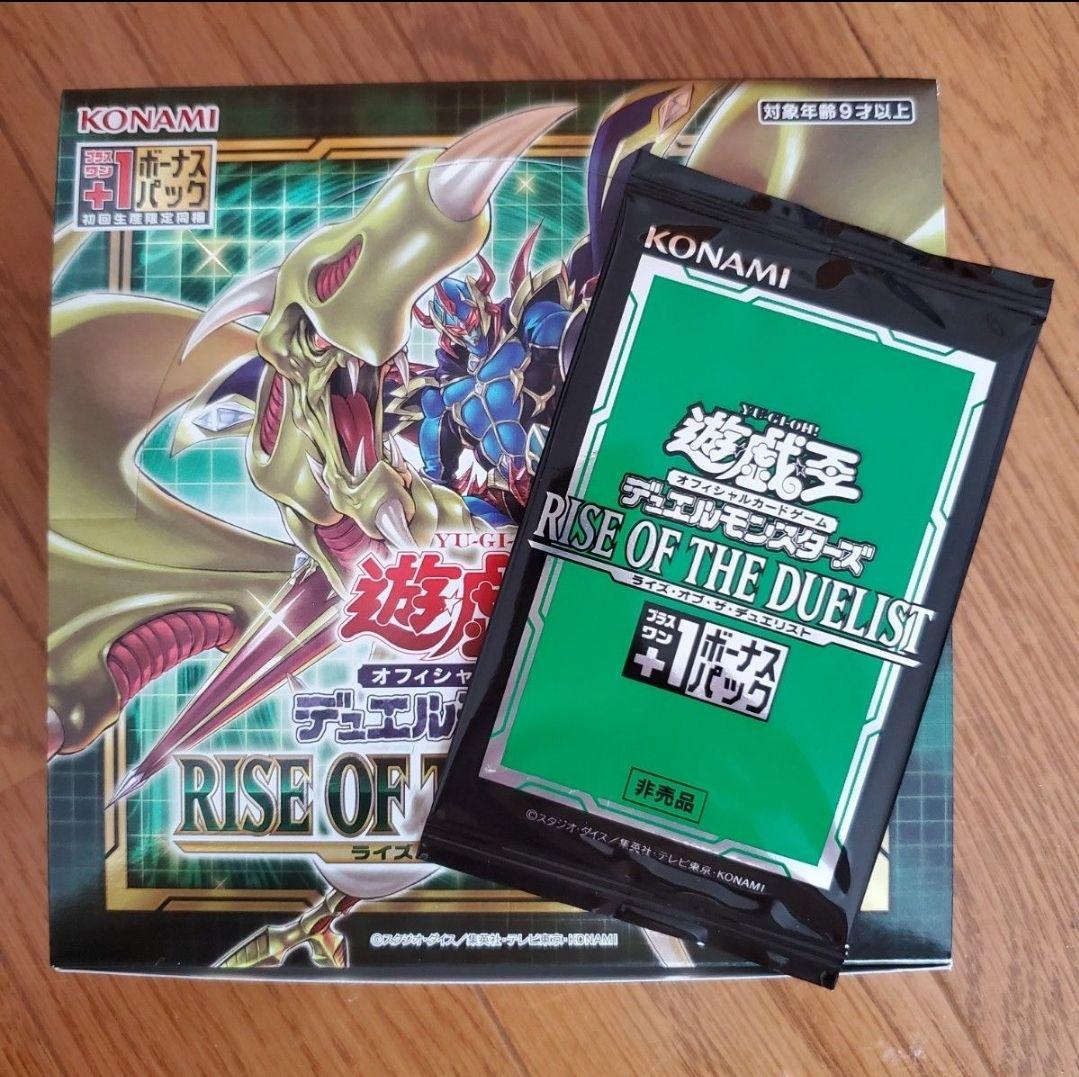 KONAMI
プラスワン
+1
ボーナスパック
初回生産限定同梱
対象年齢9才以上
YU-GI-
遊戯
オフィシャ
デュエル
RISE OF T
ライズ
©スタジオ・ダイス/集英社・テレビ東京・KONAMI
KONAMI
YU-GI-OH!
遊戯王
オフィシャルカードゲーム
デュエルモンスターズ
RISE OF THE DUELIST
ライズ・オブ・ザ・デュエリスト
プラスワン
+1
ボーナスパック
非売品
©スタジオ・ダイス/集英社・テレビ東京・KONAMI